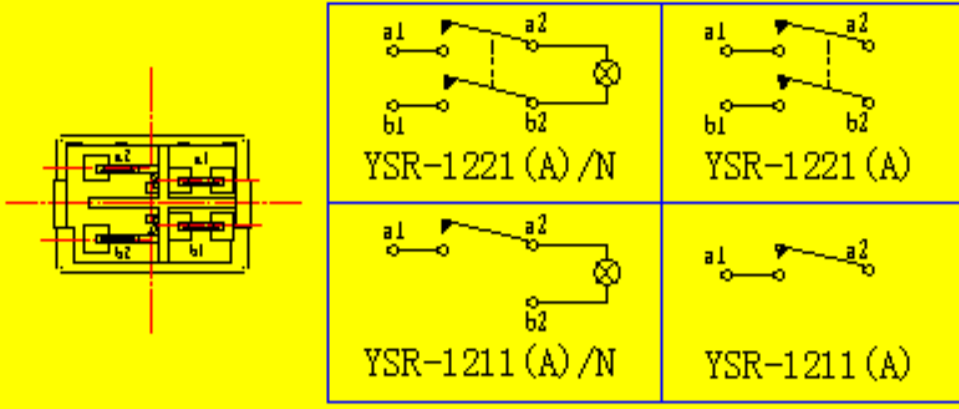 a2 a1
b2 b1
a1 a2
b1 b2
YSR-1221(A)/N
a1 a2
b1 b2
YSR-1221(A)
a1 a2
b2
YSR-1211(A)/N
a1 a2
YSR-1211(A)